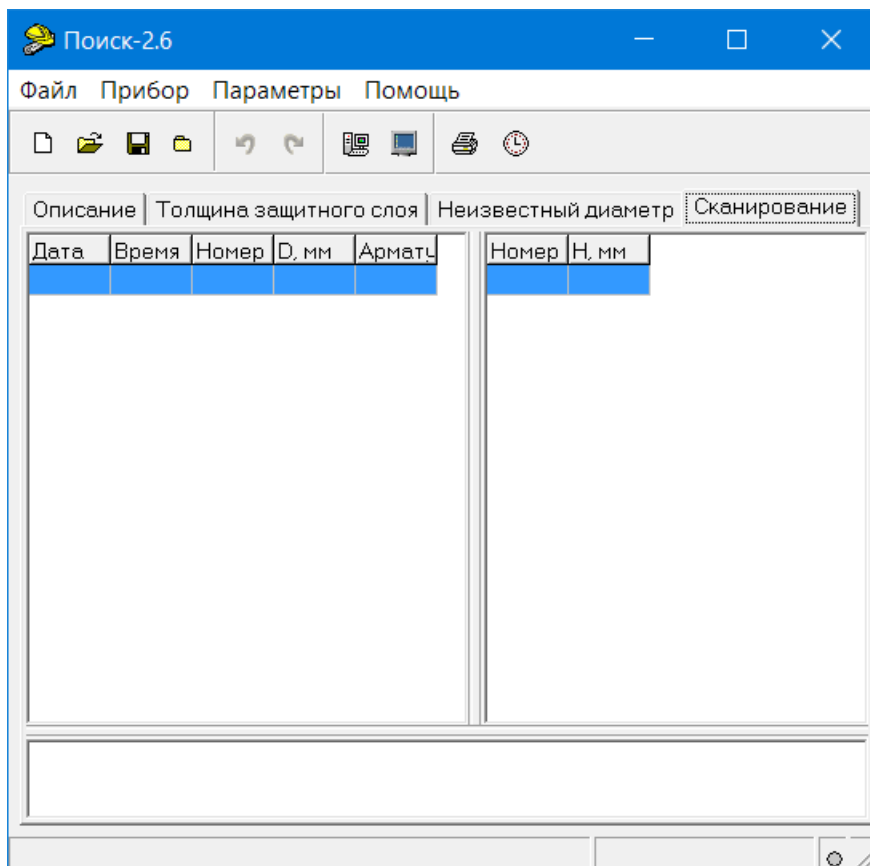 Поиск-2.6
Файл Прибор Параметры Помощь
Описание Толщина защитного слоя Неизвестный диаметр Сканирование
Дата Время Номер D, мм Армату Номер H, мм